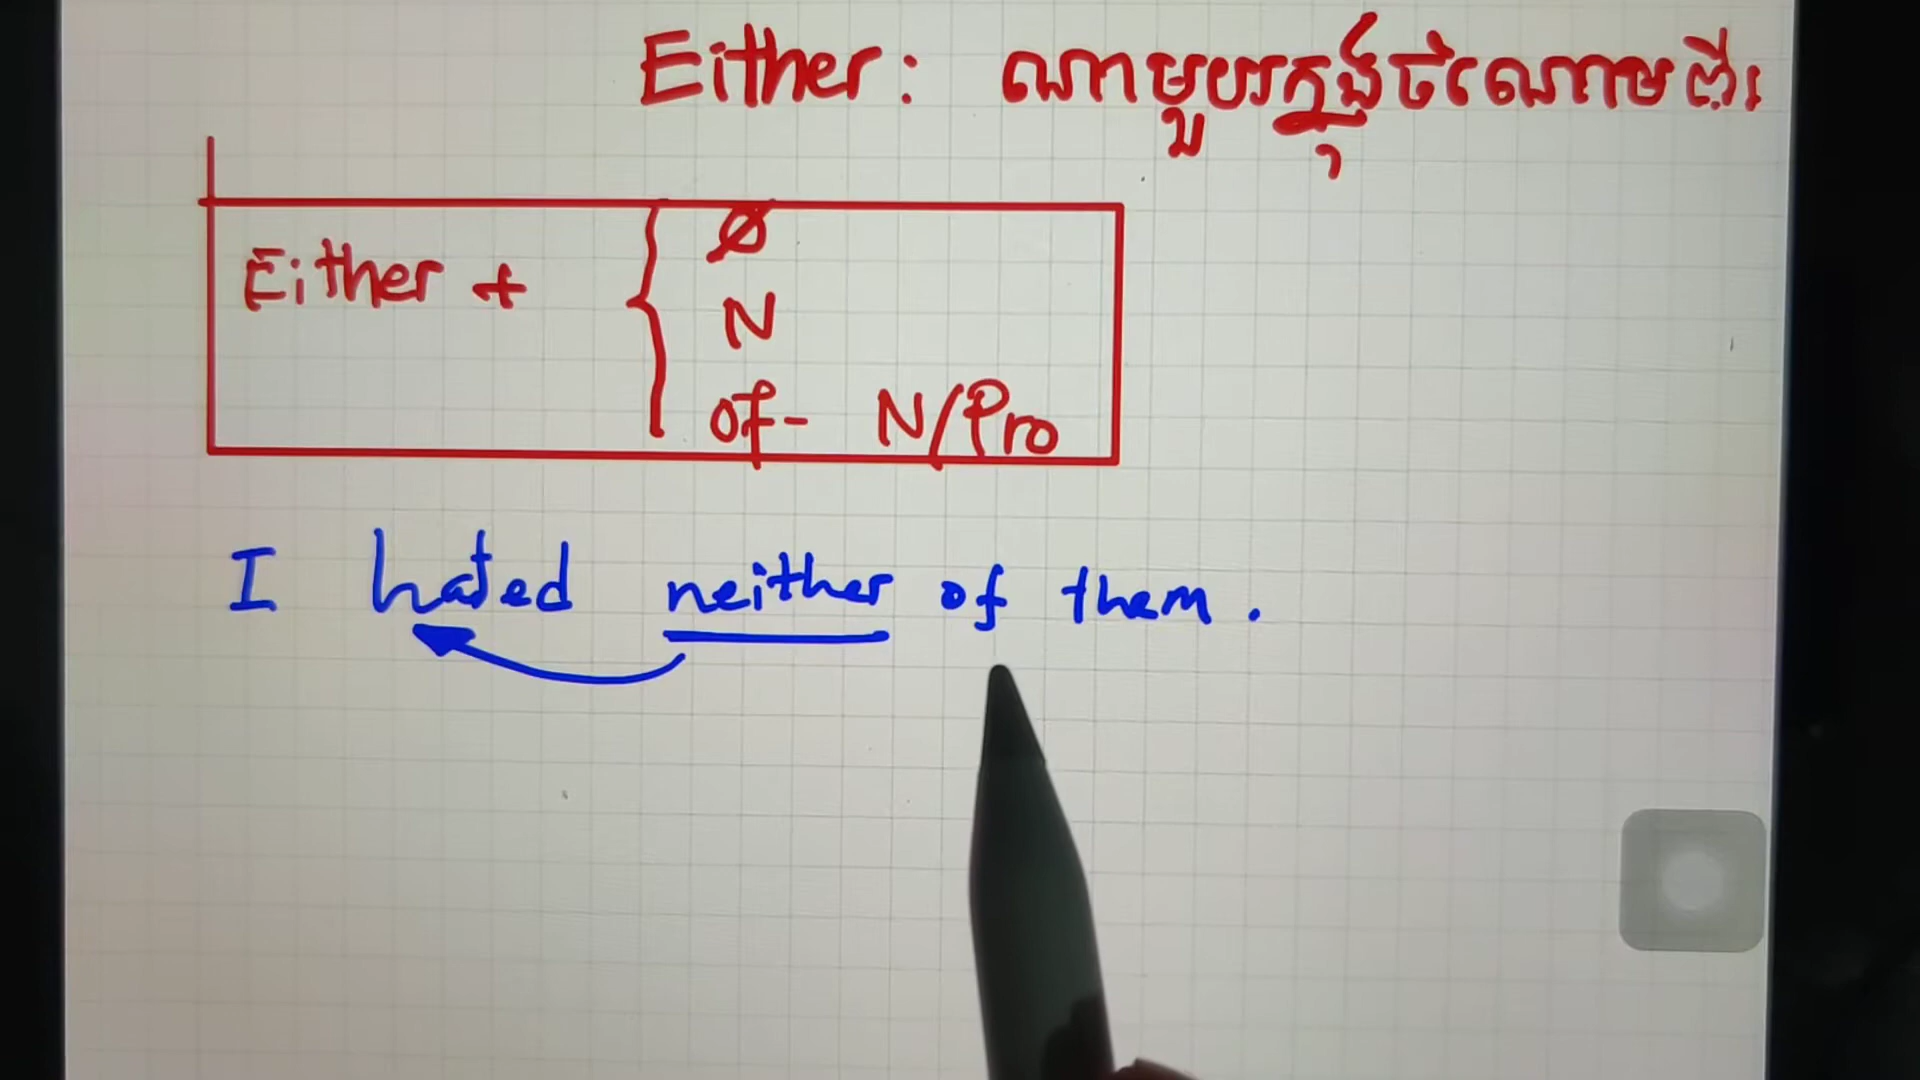 Either: ណាមួយក្នុងចំណោមពីរ
Either +
Ø
N
of- N/Pro
I hated neither of them.